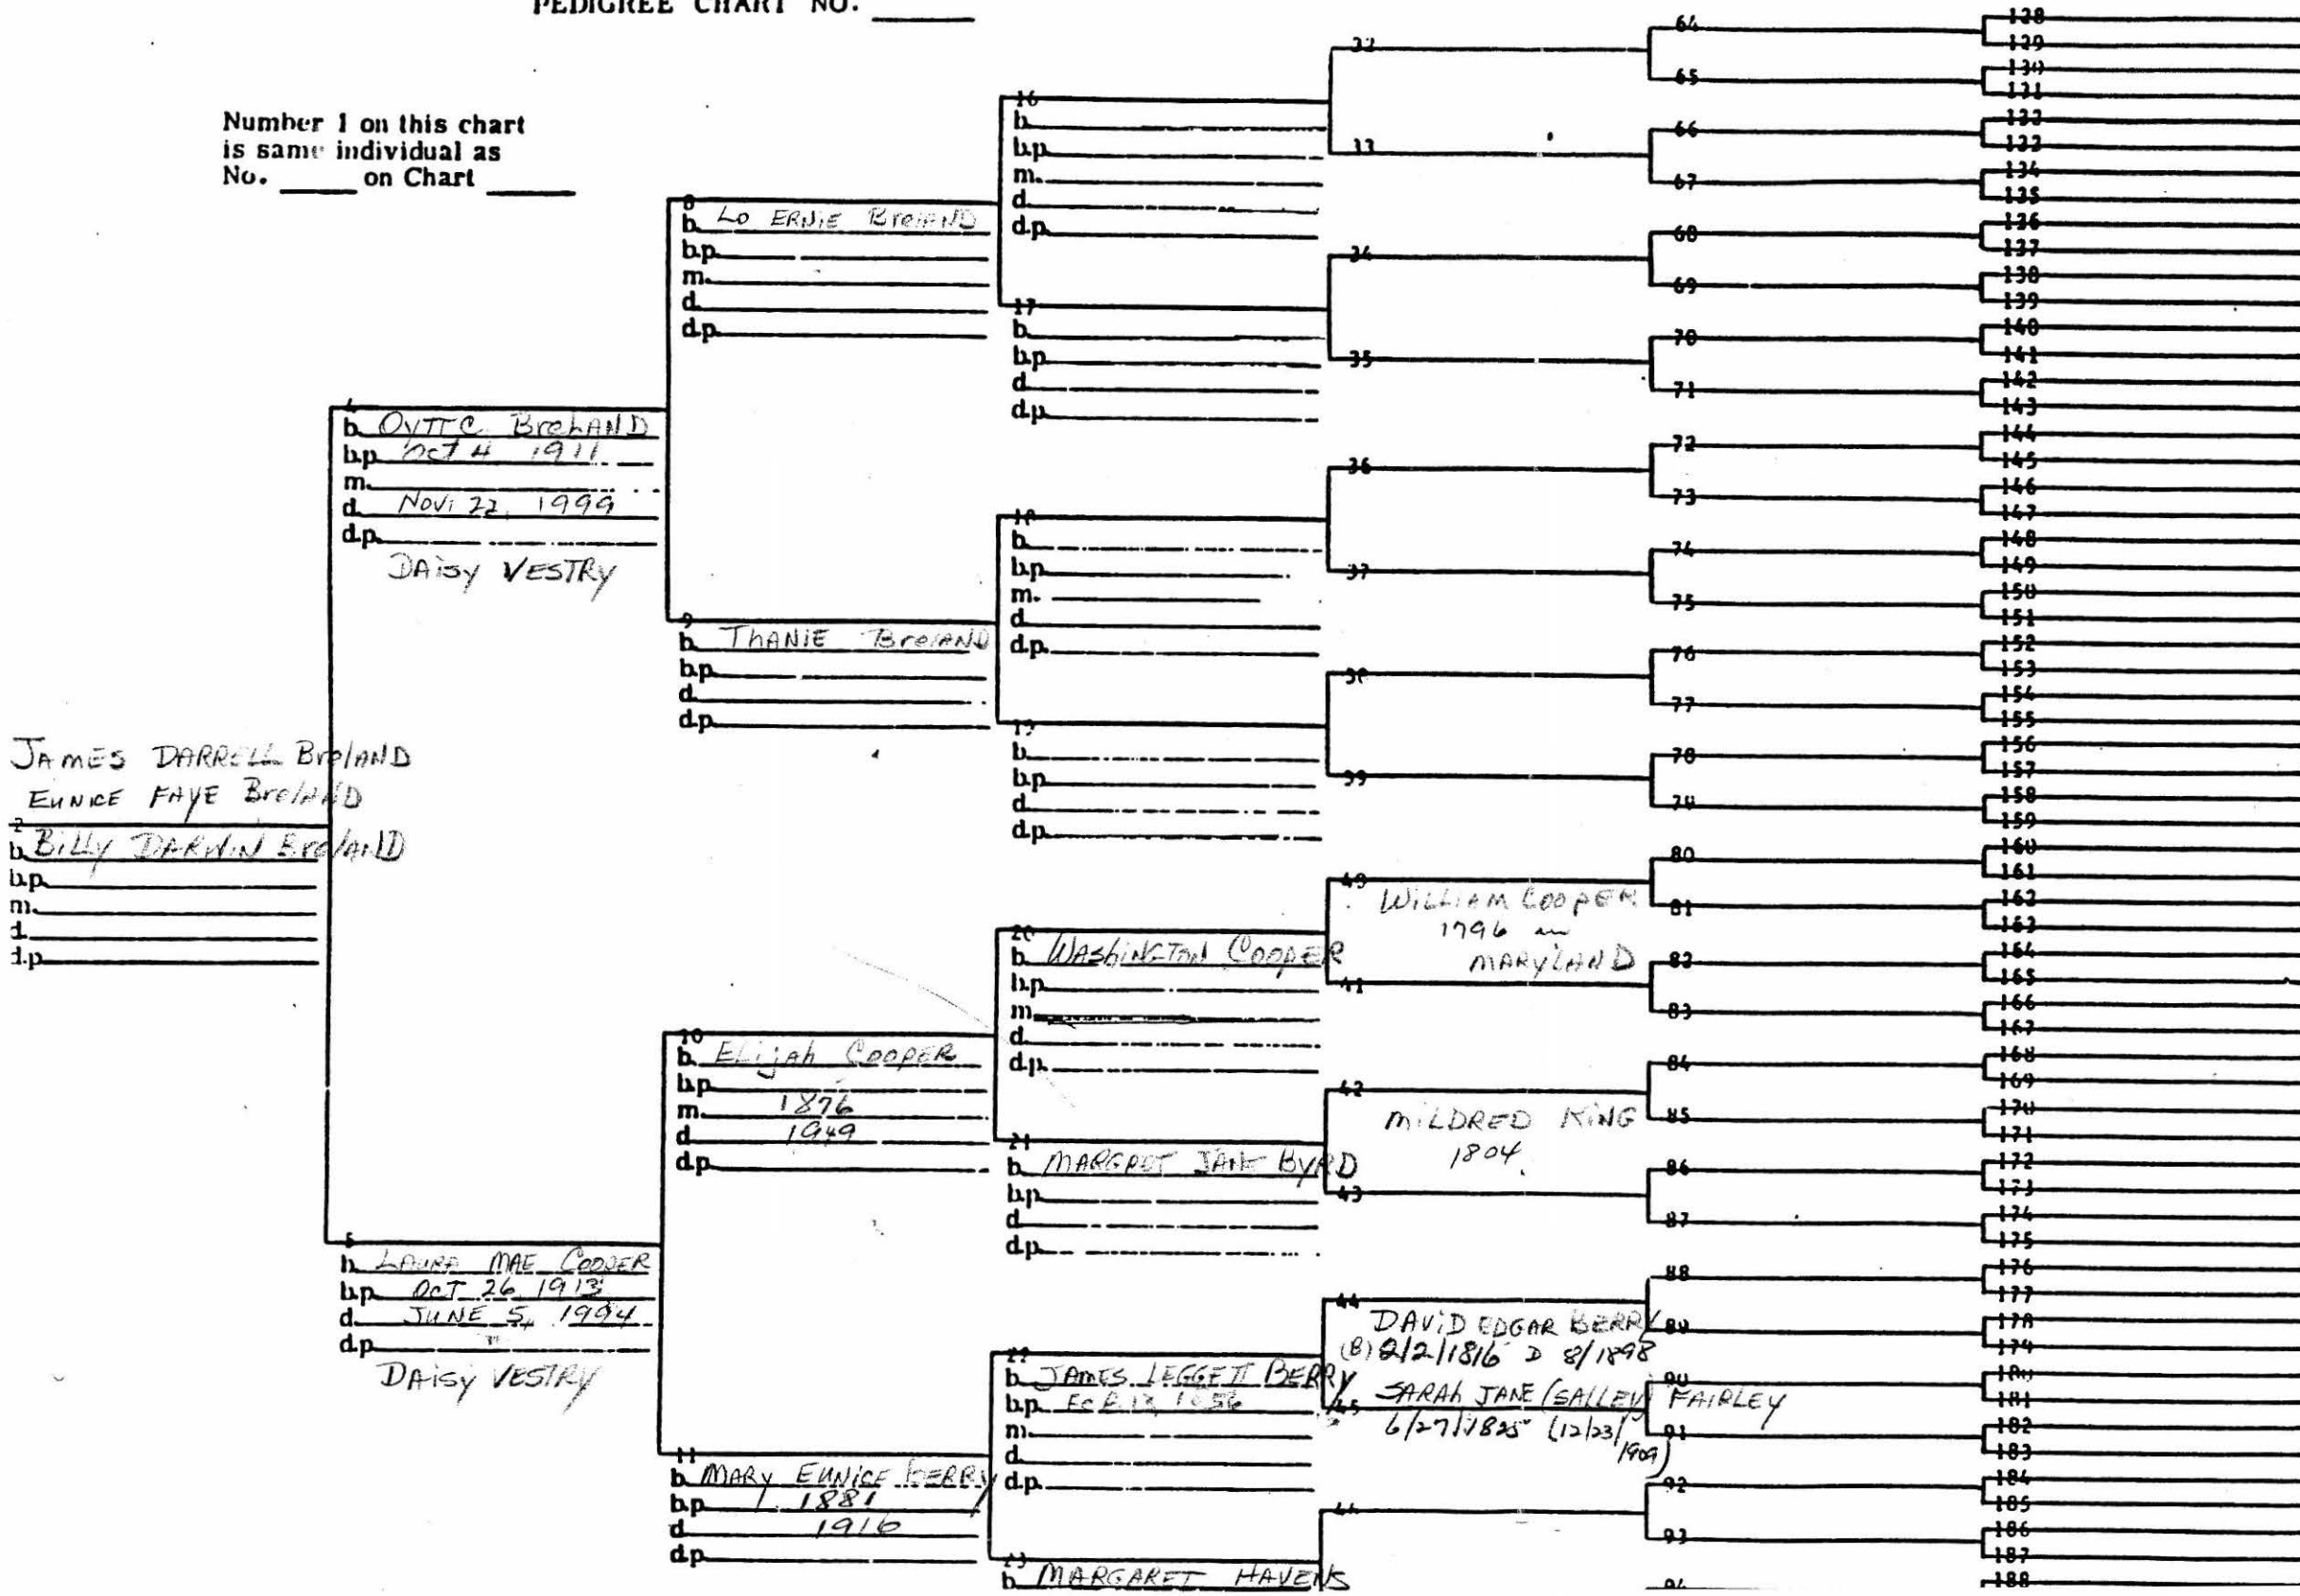 PEDIGREE CHART NO.
Number 1 on this chart
is same individual as
No. on Chart
JAMES DARRELL Breland
EUNICE FAYE Breland
2
b. BILLY DARWIN Breland
b.p.
m.
d.
d.p.
4
b. Breland
b.p. Oct 4 1911
m.
d. Nov. 22, 1999
d.p.
DAISY VESTRY
5
b. LAURA MAE COOPER
b.p. OCT 26 1913
d. JUNE 5, 1994
d.p.
DAISY VESTRY
8
b. LO ERNIE Breland
b.p.
m.
d.
d.p.
9
b. THANIE Breland
b.p.
d.
d.p.
10
b. Elijah COOPER
b.p.
m. 1876
d. 1949
d.p.
11
b. MARY EUNICE BERRY
b.p. 1881
d. 1916
d.p.
16
b.
b.p.
m.
d.
d.p.
17
b.
b.p.
d.
d.p.
18
b.
b.p.
m.
d.
d.p.
19
b.
b.p.
d.
d.p.
20
b. WASHINGTON COOPER
b.p.
m.
d.
d.p.
21
b. MARGRET JANE BYRD
b.p.
d.
d.p.
22
b. JAMES LEGGETT BERRY
b.p.
m.
d.
d.p.
23
b. MARGARET HAVENS
32
33
34
35
36
37
38
39
40
WILLIAM COOPER
1796 in
MARYLAND
41
42
MILDRED KING
1804
43
44
DAVID EDGAR BERRY
(B) 2/2/1816 D 8/1898
45 SARAH JANE (SALLEY) FAIRLEY
6/27/1825 (12/23/
1909)
46
64
65
66
67
68
69
70
71
72
73
74
75
76
77
78
79
80
81
82
83
84
85
86
87
88
89
90
91
92
93
94
128
129
130
131
132
133
134
135
136
137
138
139
140
141
142
143
144
145
146
147
148
149
150
151
152
153
154
155
156
157
158
159
160
161
162
163
164
165
166
167
168
169
170
171
172
173
174
175
176
177
178
179
180
181
182
183
184
185
186
187
188